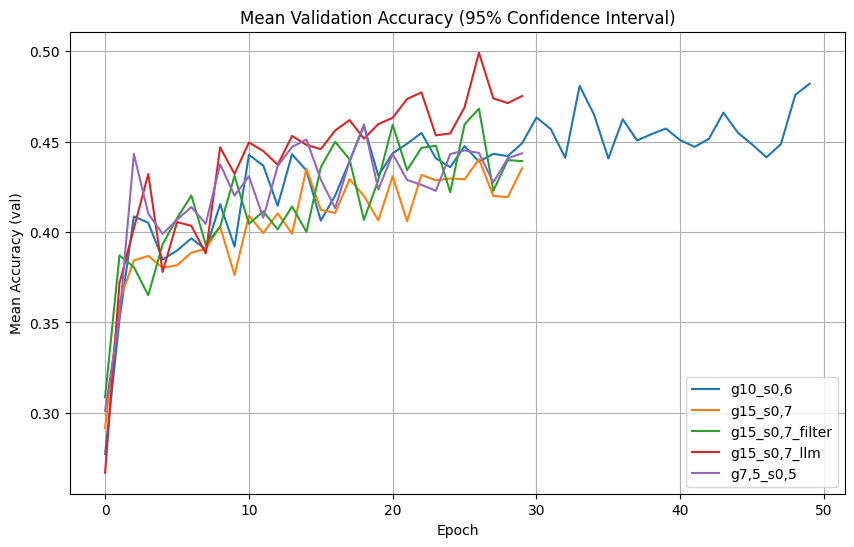 Mean Validation Accuracy (95% Confidence Interval)
Mean Accuracy (val)
0.50
0.45
0.40
0.35
0.30
0
10
20
30
40
50
Epoch
g10_s0,6
g15_s0,7
g15_s0,7_filter
g15_s0,7_llm
g7,5_s0,5